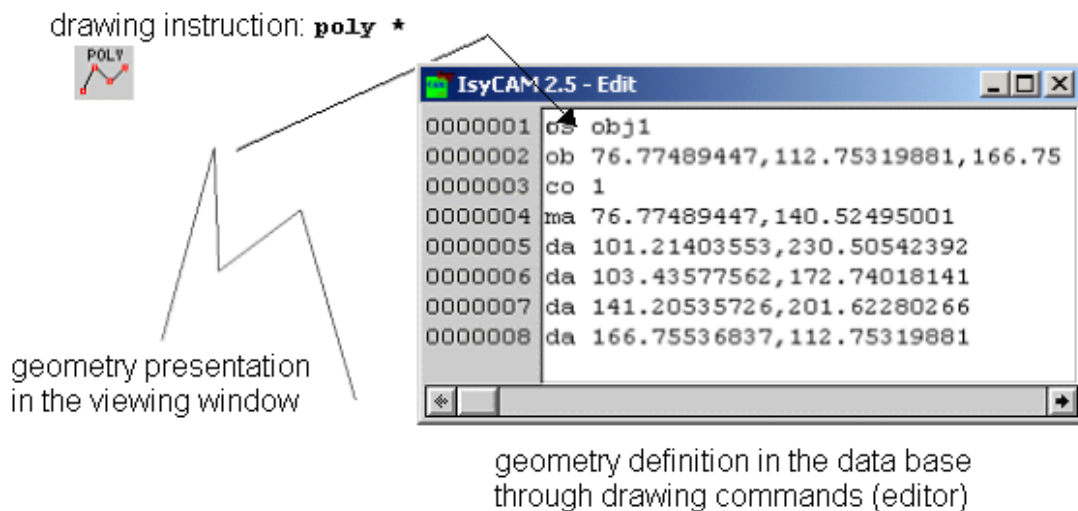 drawing instruction: poly *
POLY
IsyCAM 2.5 - Edit
0000001 os obj1
0000002 ob 76.77489447,112.75319881,166.75
0000003 co 1
0000004 ma 76.77489447,140.52495001
0000005 da 101.21403553,230.50542392
0000006 da 103.43577562,172.74018141
0000007 da 141.20535726,201.62280266
0000008 da 166.75536837,112.75319881
geometry presentation
in the viewing window
geometry definition in the data base
through drawing commands (editor)